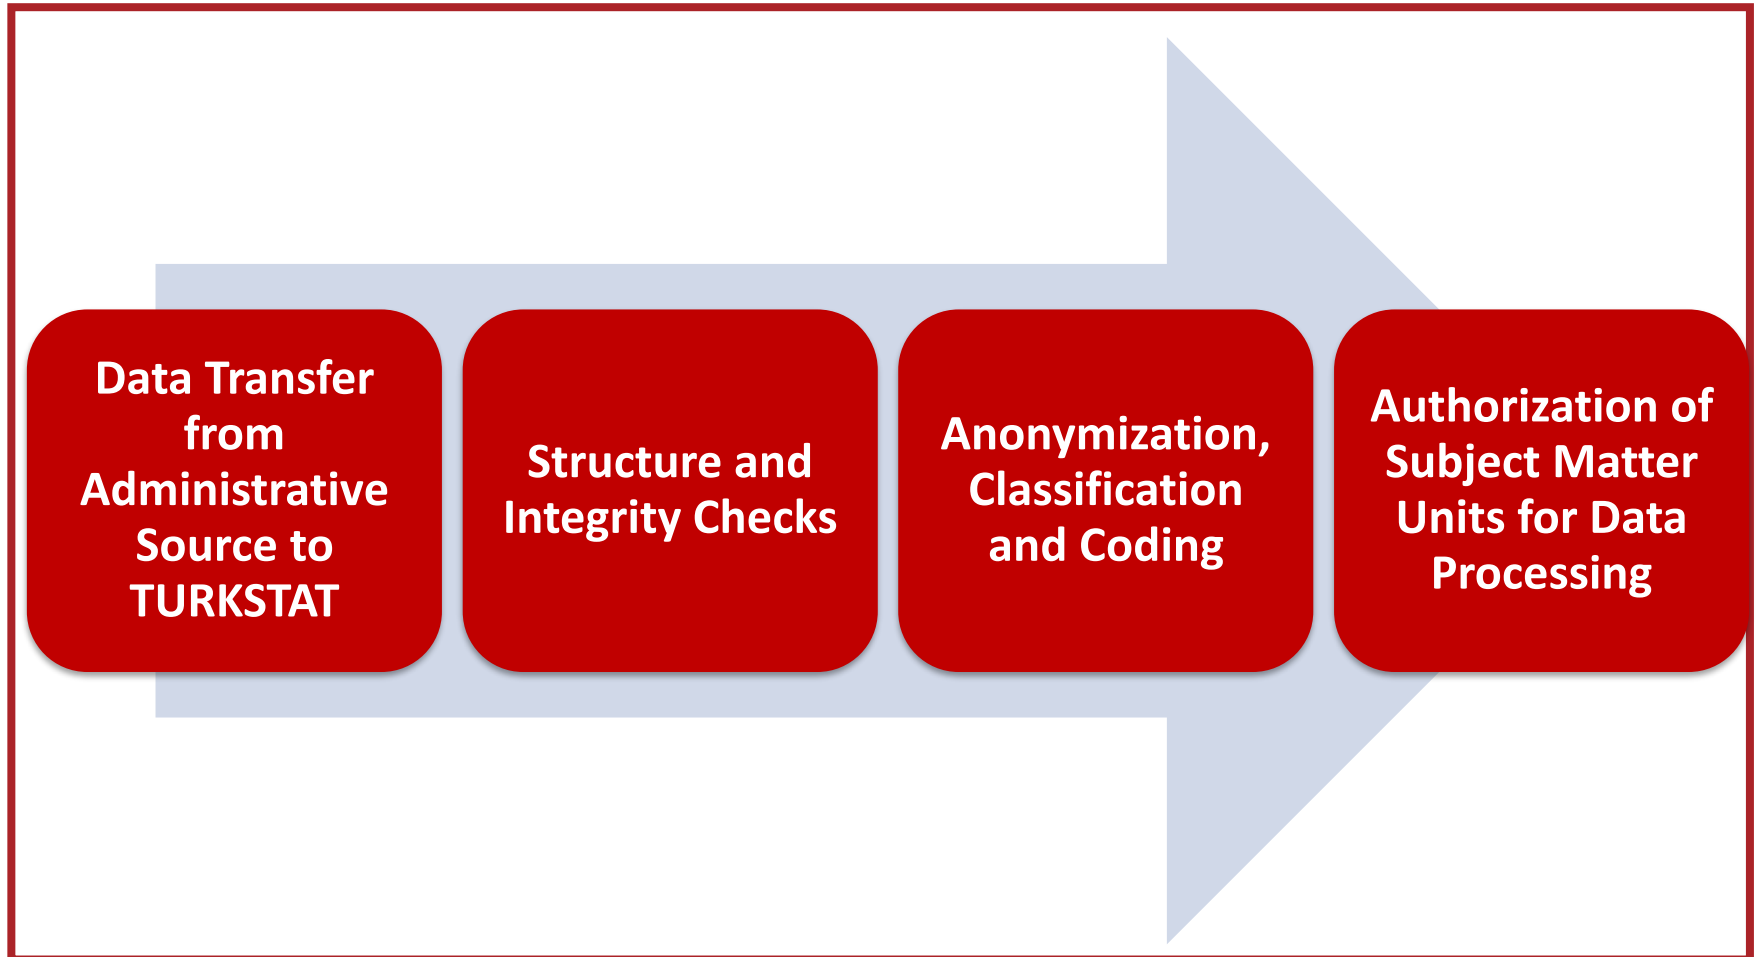 Data Transfer
from
Administrative
Source to
TURKSTAT
Structure and
Integrity Checks
Anonymization,
Classification
and Coding
Authorization of
Subject Matter
Units for Data
Processing